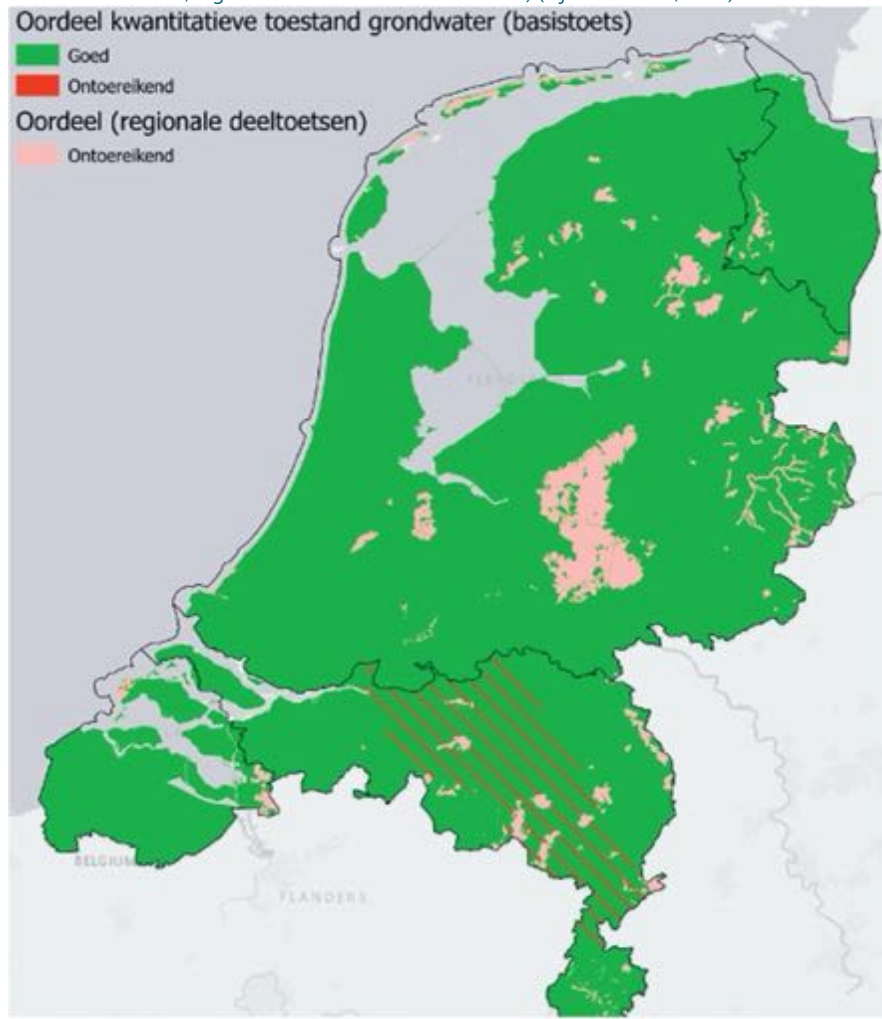 Oordeel kwantitatieve toestand grondwater (basistoets)
Goed
Ontoereikend
Oordeel (regionale deeltoetsen)
Ontoereikend
BELGIUM
FLANDERS